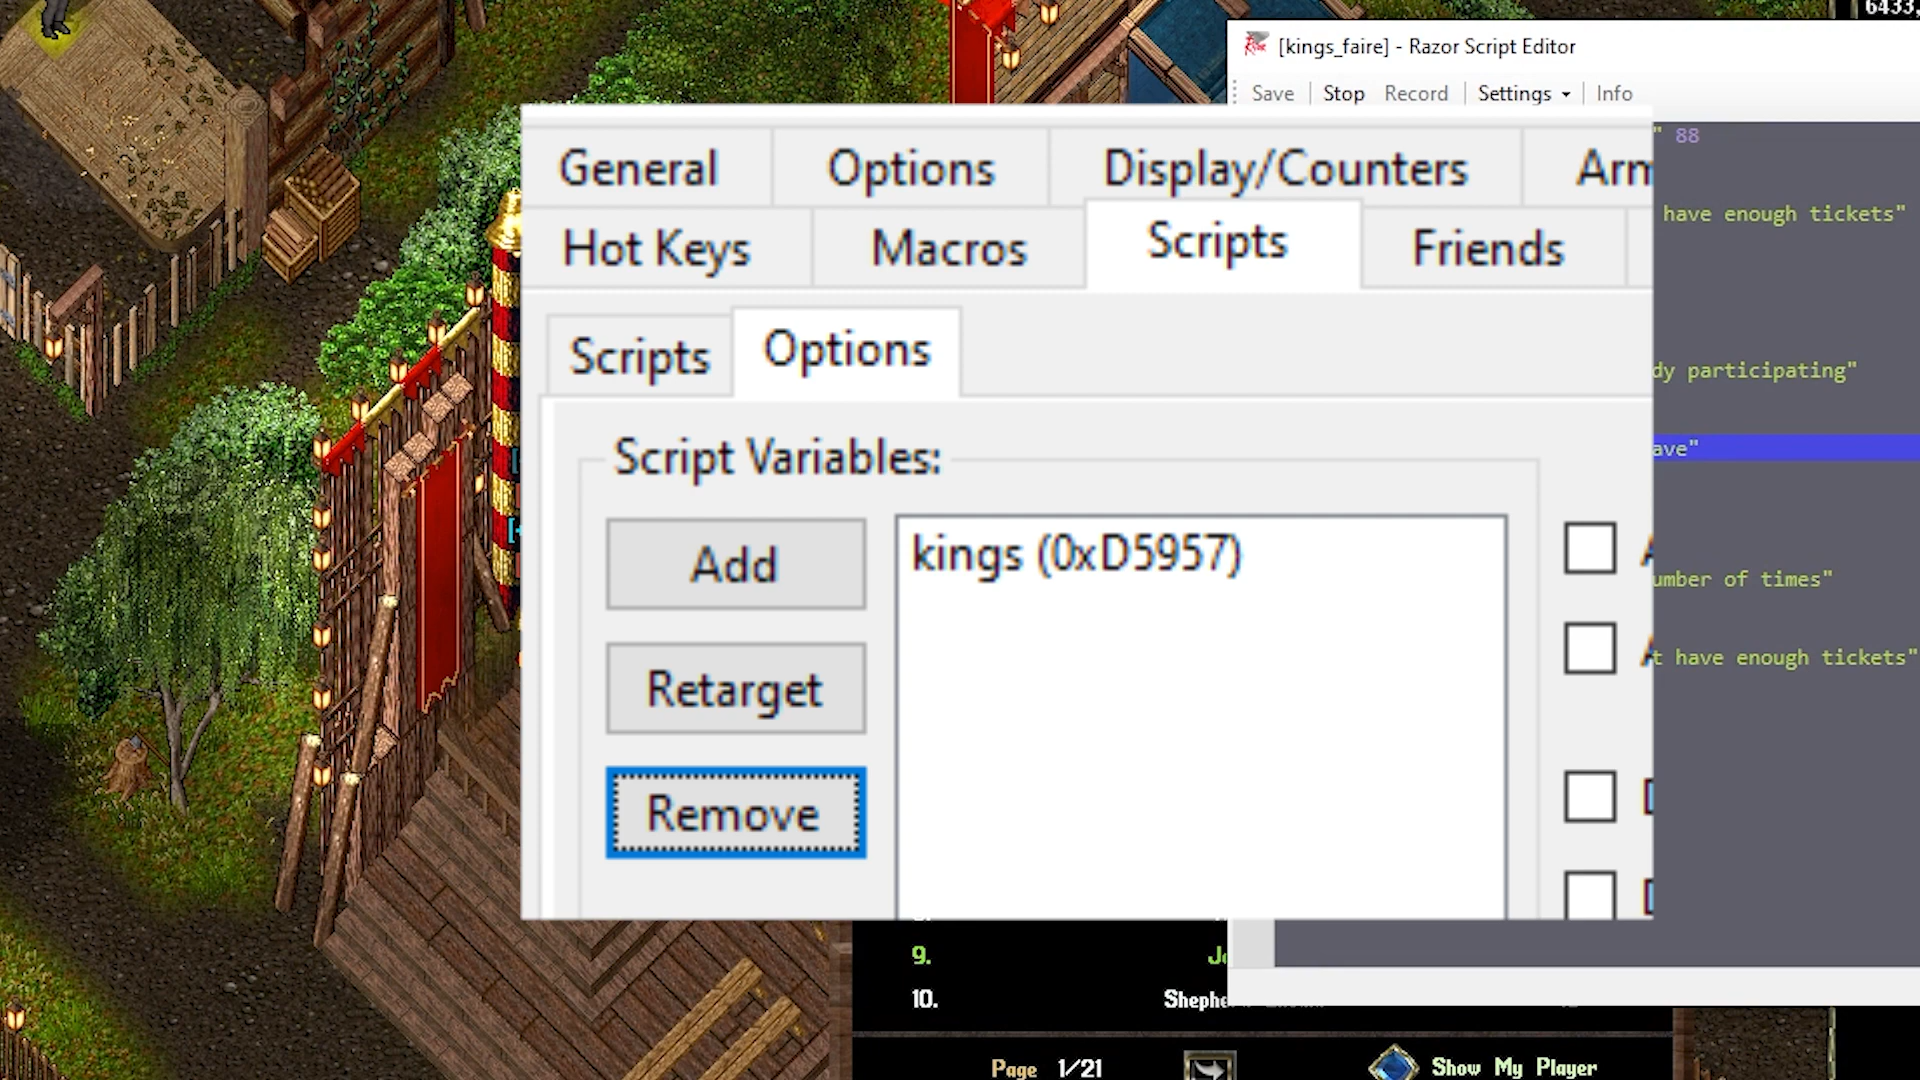 6433,
[kings_faire] - Razor Script Editor
Save Stop Record Settings Info
" 88
have enough tickets"
dy participating"
ave"
umber of times"
t have enough tickets"
General Options Display/Counters Arm
Hot Keys Macros Scripts Friends
Scripts Options
Script Variables:
Add
kings (0xD5957)
Retarget
Remove
9.
10. Shephe
Page 1/21 Show My Player